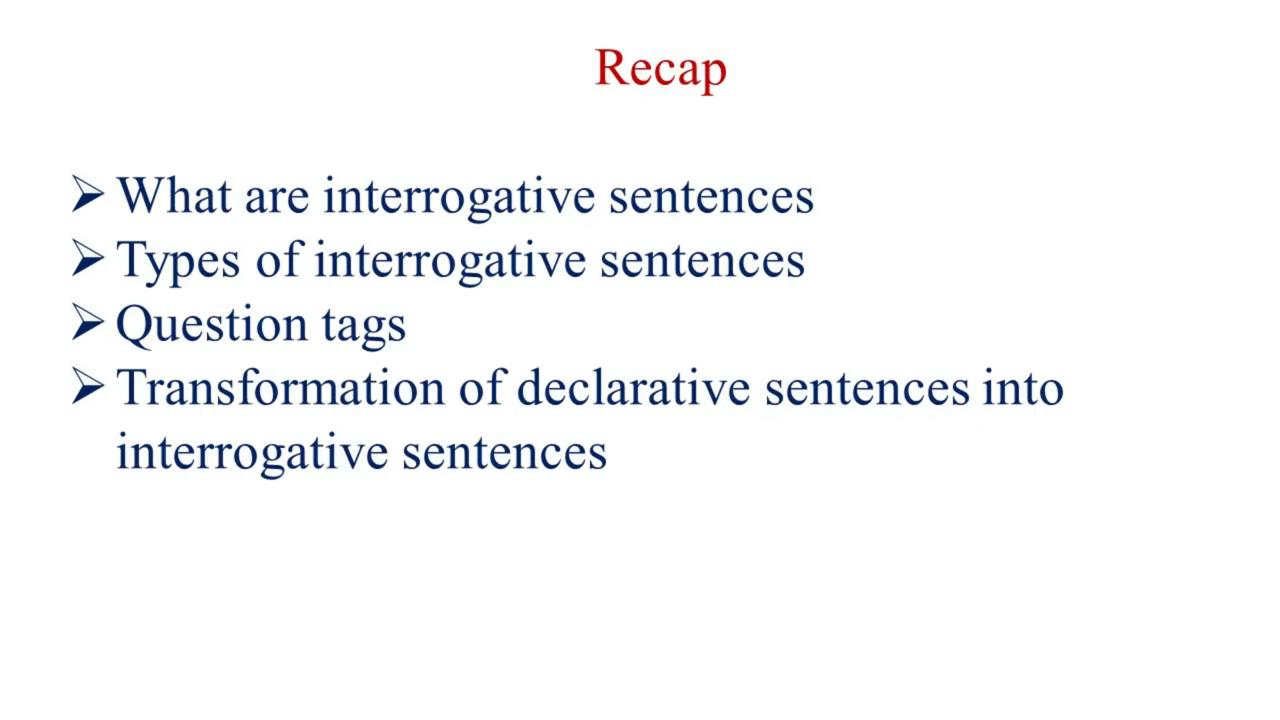 Recap
➢ What are interrogative sentences
➢ Types of interrogative sentences
➢ Question tags
➢ Transformation of declarative sentences into
interrogative sentences